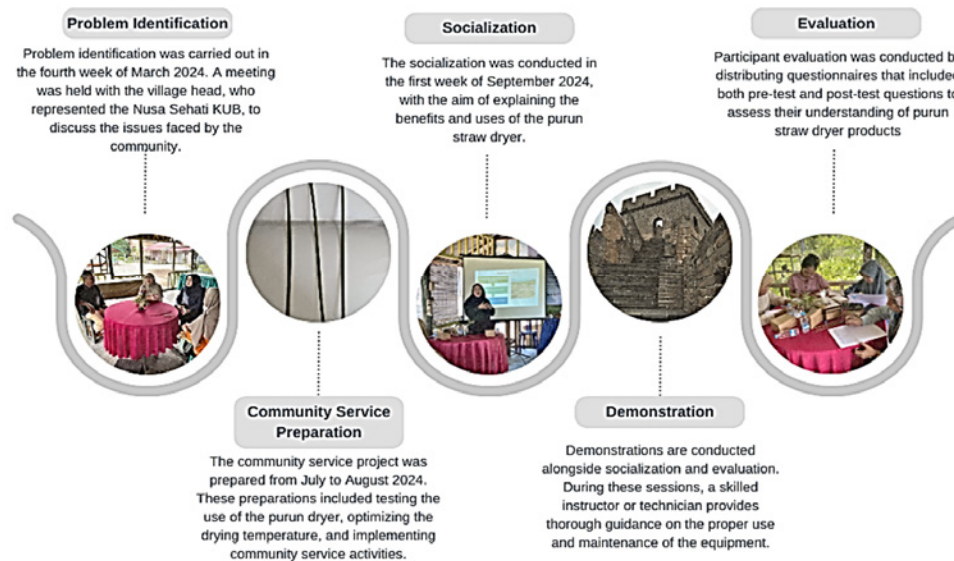 Problem Identification
Problem identification was carried out in
the fourth week of March 2024. A meeting
was held with the village head, who
represented the Nusa Sehati KUB, to
discuss the issues faced by the
community.
Socialization
The socialization was conducted in
the first week of September 2024,
with the aim of explaining the
benefits and uses of the purun
straw dryer.
Evaluation
Participant evaluation was conducted b
distributing questionnaires that include
both pre-test and post-test questions to
assess their understanding of purun
straw dryer products
Community Service
Preparation
The community service project was
prepared from July to August 2024.
These preparations included testing the
use of the purun dryer, optimizing the
drying temperature, and implementing
community service activities.
Demonstration
Demonstrations are conducted
alongside socialization and evaluation.
During these sessions, a skilled
instructor or technician provides
thorough guidance on the proper use
and maintenance of the equipment.